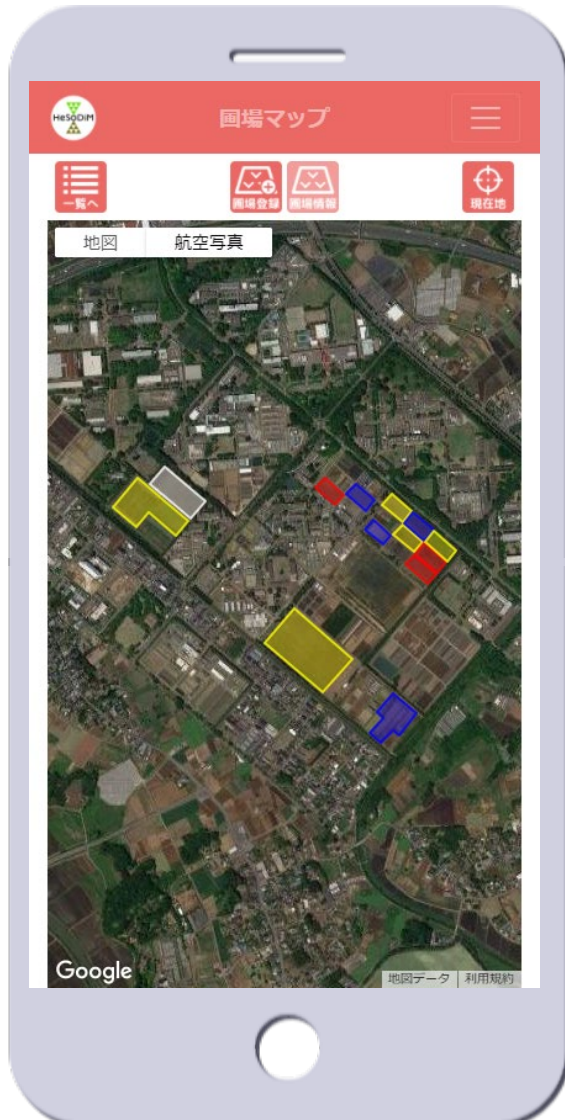 HeSoDiM
圃場マップ
一覧へ
圃場登録
圃場情報
現在地
地図
航空写真
Google
地図データ
利用規約